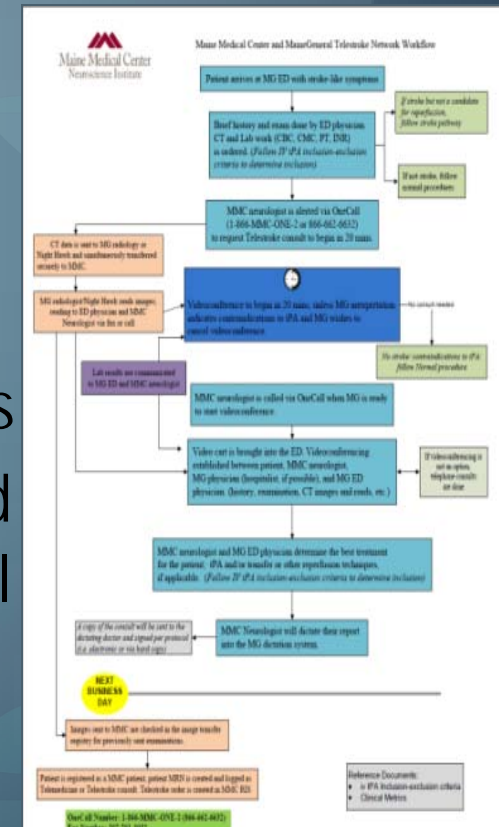 Maine Medical Center
Neuroscience Institute
Maine Medical Center and MaineGeneral Telestroke Network Workflow
Patient arrives at MG ED with stroke-like symptoms
Brief history and exam done by ED physician
CT and Lab work (CBC, CMC, PT, INR)
is ordered. (Follow IV tPA inclusion-exclusion
criteria to determine inclusion)
If stroke but not a candidate
for reperfusion,
follow stroke pathway
If not stroke, follow
normal procedures
MMC neurologist is alerted via OneCall
(1-866-MMC-ONE-2 or 866-662-6632)
to request Telestroke consult to begin in 20 mins.
CT data is sent to MG radiology or
Night Hawk and simultaneously transferred
securely to MMC.
MG radiologist/Night Hawk reads images,
sending to ED physician and MMC
Neurologist via fax or call
Videoconference to begin in 20 mins, unless MG
indicates contraindications to tPA and MG wishes to
cancel videoconference.
No consult needed
No stroke contraindications to tPA:
follow Normal procedure
Lab results are communicated
to MG ED and MMC neurologist
MMC neurologist is called via OneCall when MG is ready
to start videoconference.
Video cart is brought into the ED. Videoconferencing
established between patient, MMC neurologist,
MG physician (hospitalist, if possible), and MG ED
physician. (history, examination, CT images and reads, etc.)
If videoconferencing is
not an option,
telephone consults
are done
MMC neurologist and MG ED physician determine the best treatment
for the patient; tPA and/or transfer or other reperfusion techniques,
if applicable. (Follow IV tPA inclusion-exclusion criteria to determine inclusion)
MMC Neurologist will dictate their report
into the MG dictation system.
A copy of the consult will be sent to the
dictating doctor and signed per protocol
(i.e. electronic or via hard copy)
NEXT
BUSINESS
DAY
Images sent to MMC are checked in the image transfer
registry for previously sent examinations.
Patient is registered as a MMC patient; patient MRN is created and logged as
Telemedicine or Telestroke consult. Telestroke order is created in MMC RIS.
Reference Documents:
• iv tPA Inclusion-exclusion criteria
• Clinical Metrics
OneCall Number: 1-866-MMC-ONE-2 (866-662-6632)
s
d
l